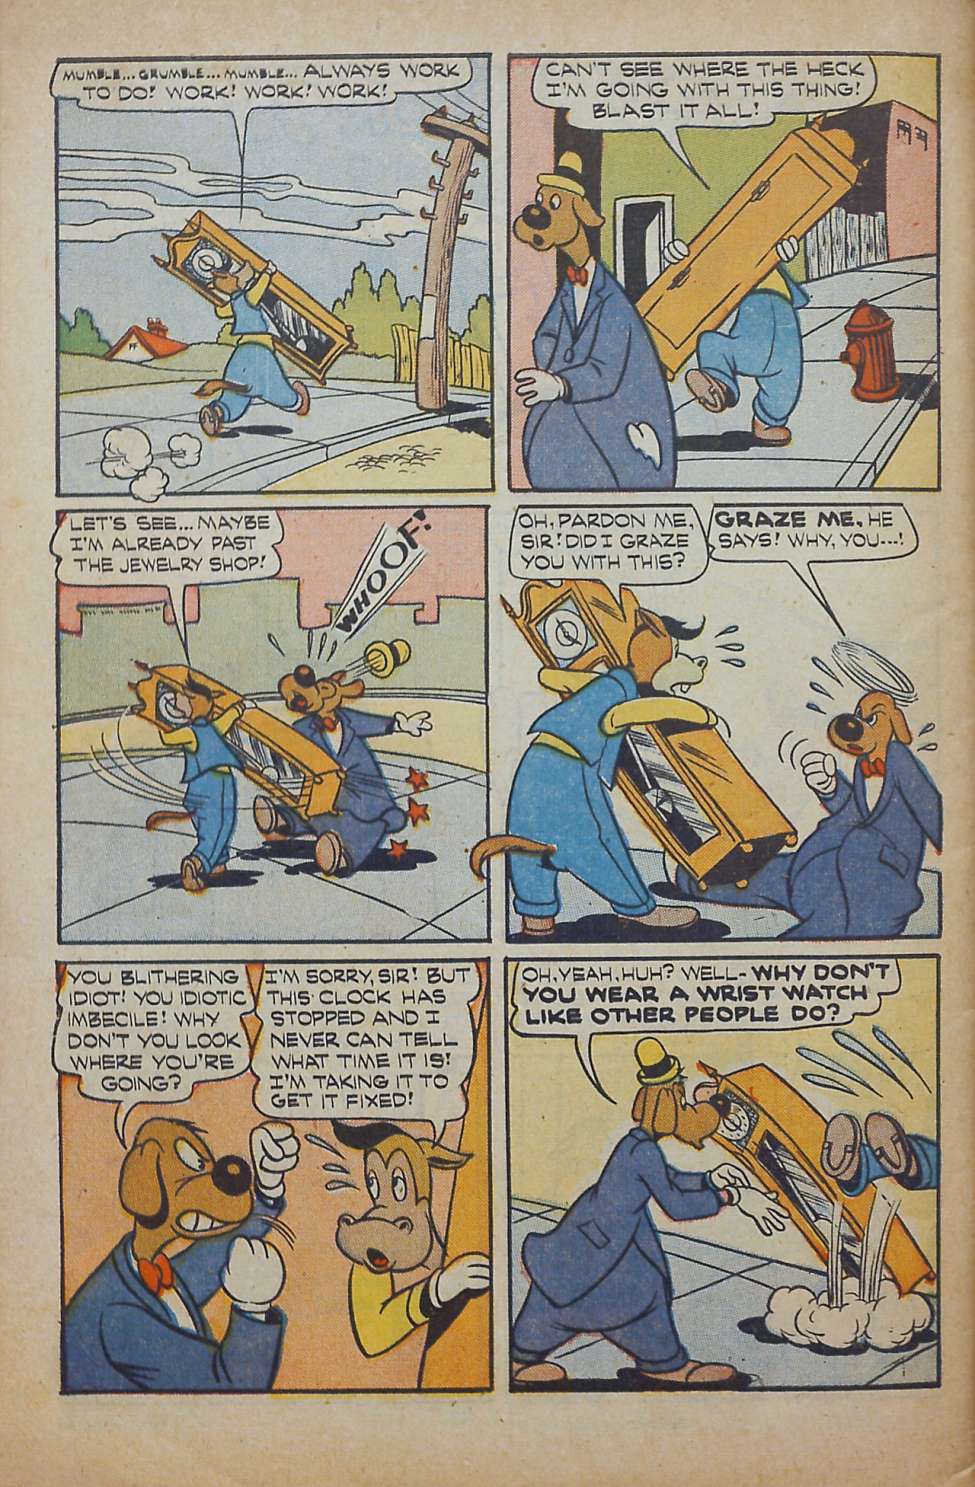 MUMBLE... GRUMBLE... MUMBLE... ALWAYS WORK
TO DO! WORK! WORK! WORK!
CAN'T SEE WHERE THE HECK
I'M GOING WITH THIS THING!
BLAST IT ALL!
LET'S SEE... MAYBE
I'M ALREADY PAST
THE JEWELRY SHOP!
WHOOF!
OH, PARDON ME,
SIR! DID I GRAZE
YOU WITH THIS?
GRAZE ME, HE
SAYS! WHY, YOU---!
YOU BLITHERING
IDIOT! YOU IDIOTIC
IMBECILE! WHY
DON'T YOU LOOK
WHERE YOU'RE
GOING?
I'M SORRY, SIR! BUT
THIS CLOCK HAS
STOPPED AND I
NEVER CAN TELL
WHAT TIME IT IS!
I'M TAKING IT TO
GET IT FIXED!
OH, YEAH, HUH? WELL- WHY DON'T
YOU WEAR A WRIST WATCH
LIKE OTHER PEOPLE DO?